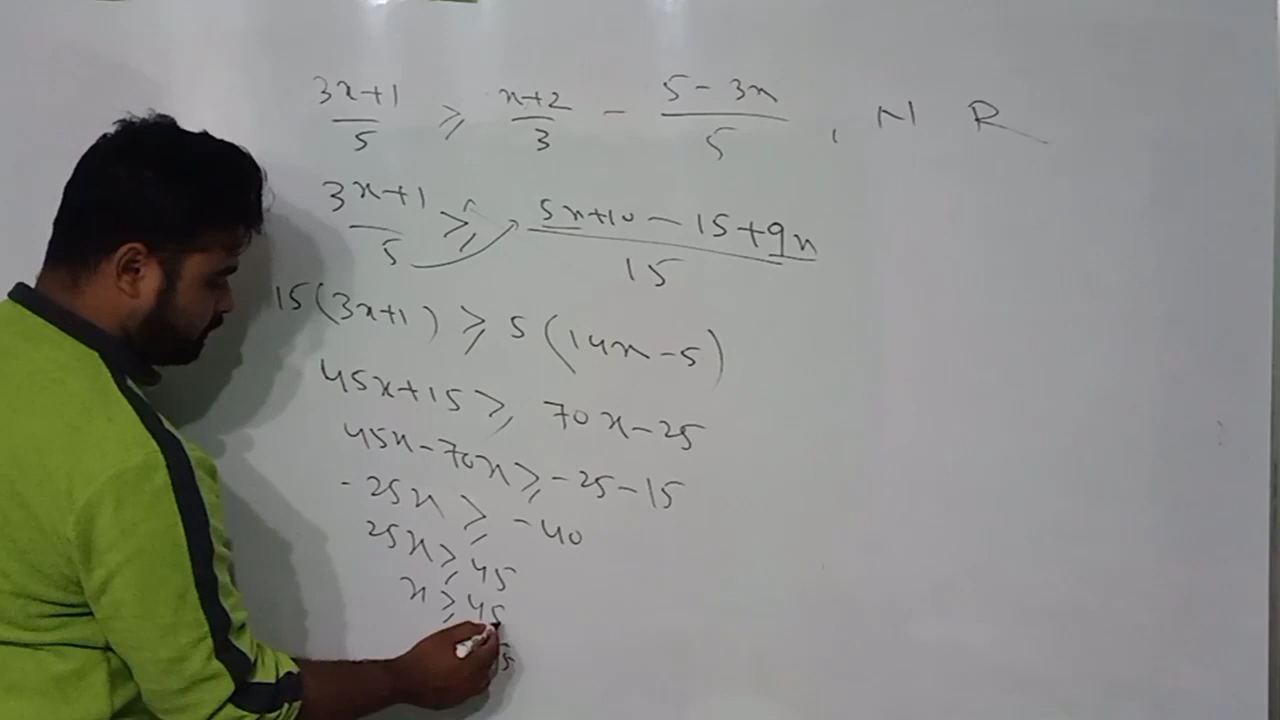 (3x+1)/5 ⩾ (x+2)/3 - (5-3x)/5 , N R
(3x+1)/5 ⩾ (5x+10-15+9x)/15
15(3x+1) ⩾ 5(14x-5)
45x+15 ⩾ 70x-25
45x-70x ⩾ -25-15
-25x ⩾ -40
25x ⩾ 45
x ⩾ 45
5